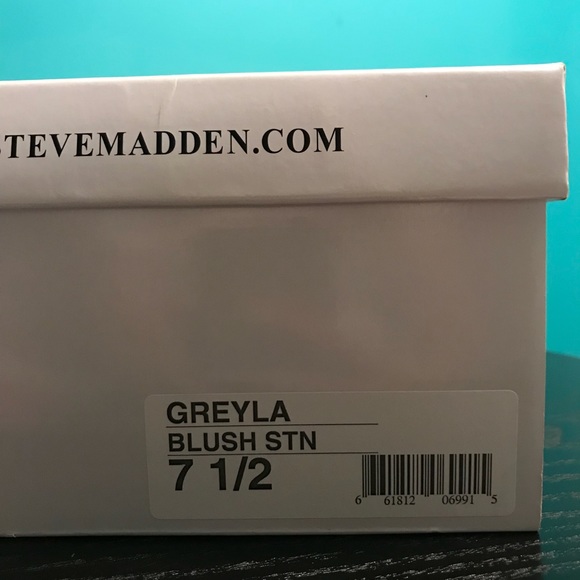 STEVEMADDEN.COM
GREYLA
BLUSH STN
7 1/2
6 61812 06991 5